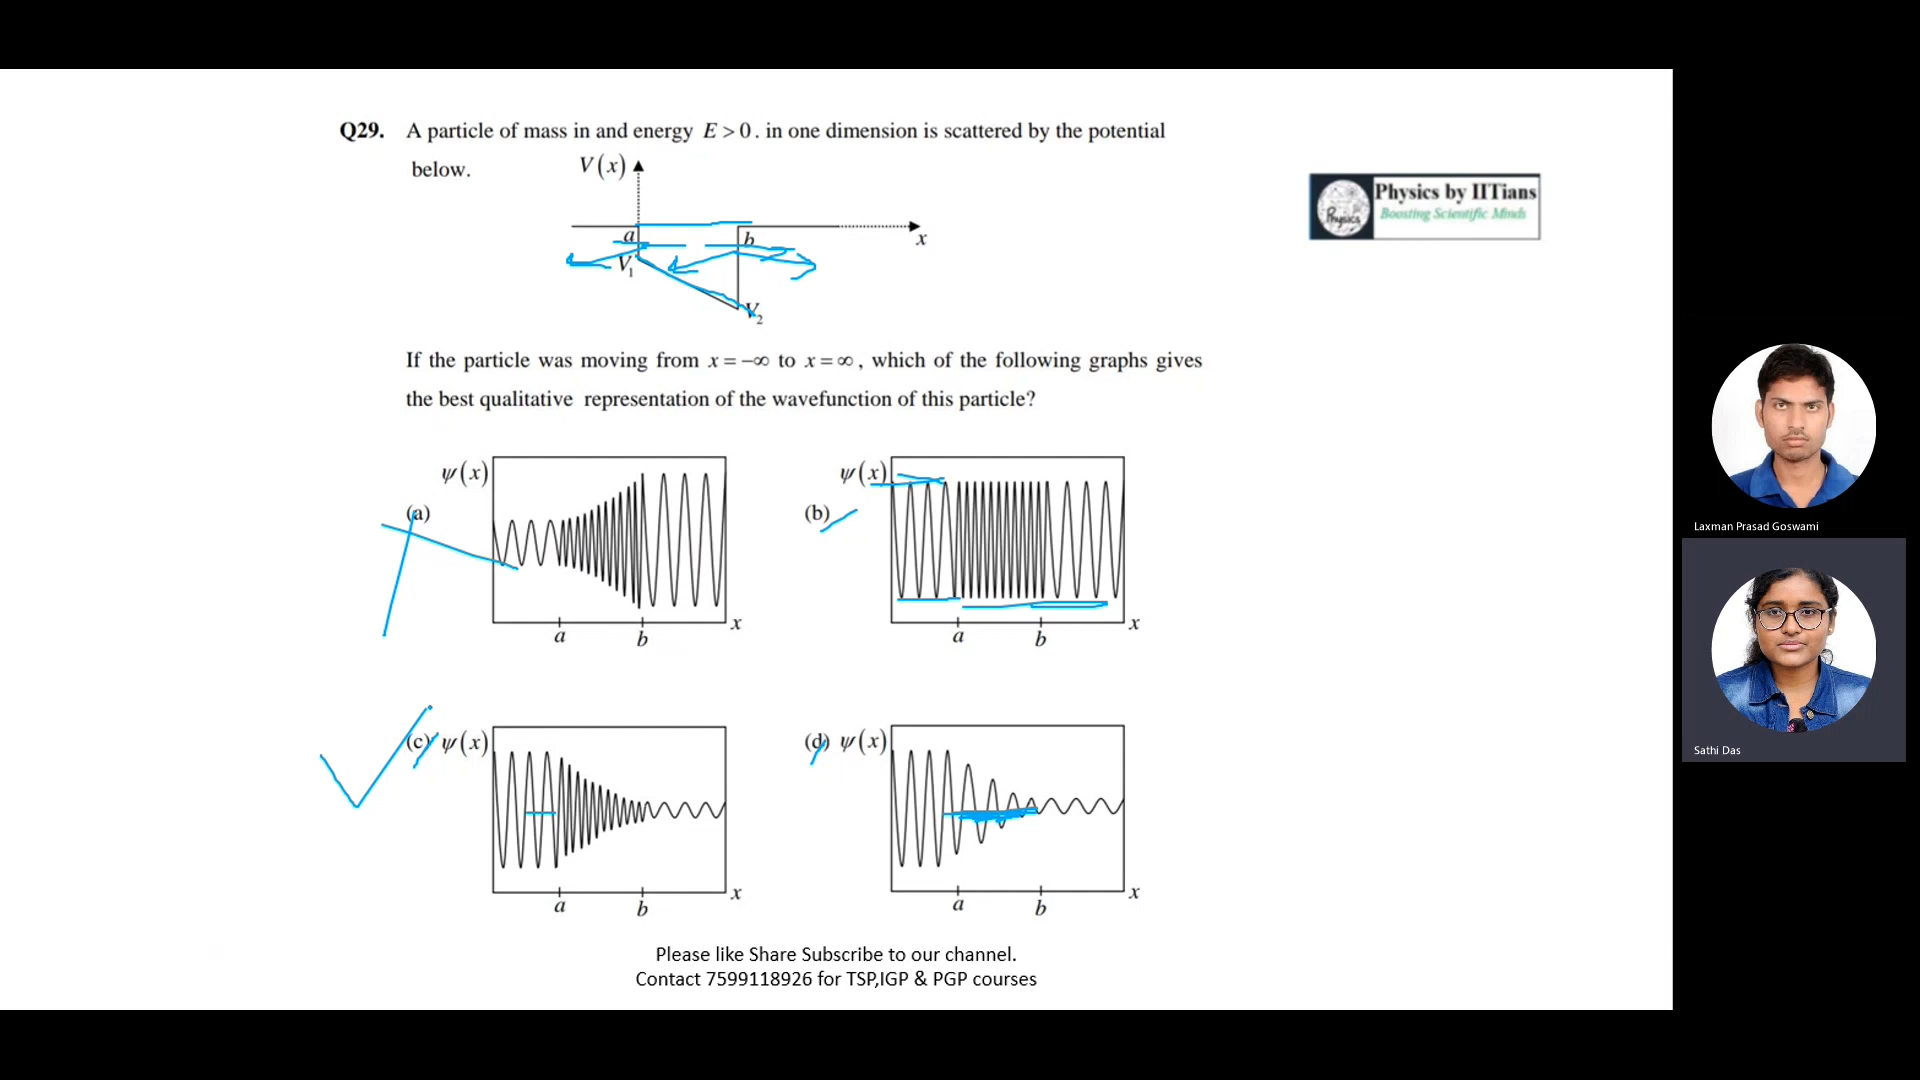 Q29. A particle of mass in and energy E > 0. in one dimension is scattered by the potential
below.
V(x)
a
b
x
V₁
V₂
Physics by IITians
Boosting Scientific Minds
Physics
If the particle was moving from x = −∞ to x = ∞, which of the following graphs gives
the best qualitative representation of the wavefunction of this particle?
(a) ψ(x)
a b x
(b) ψ(x)
a b x
(c) ψ(x)
a b x
(d) ψ(x)
a b x
Please like Share Subscribe to our channel.
Contact 7599118926 for TSP,IGP & PGP courses
Laxman Prasad Goswami
Sathi Das